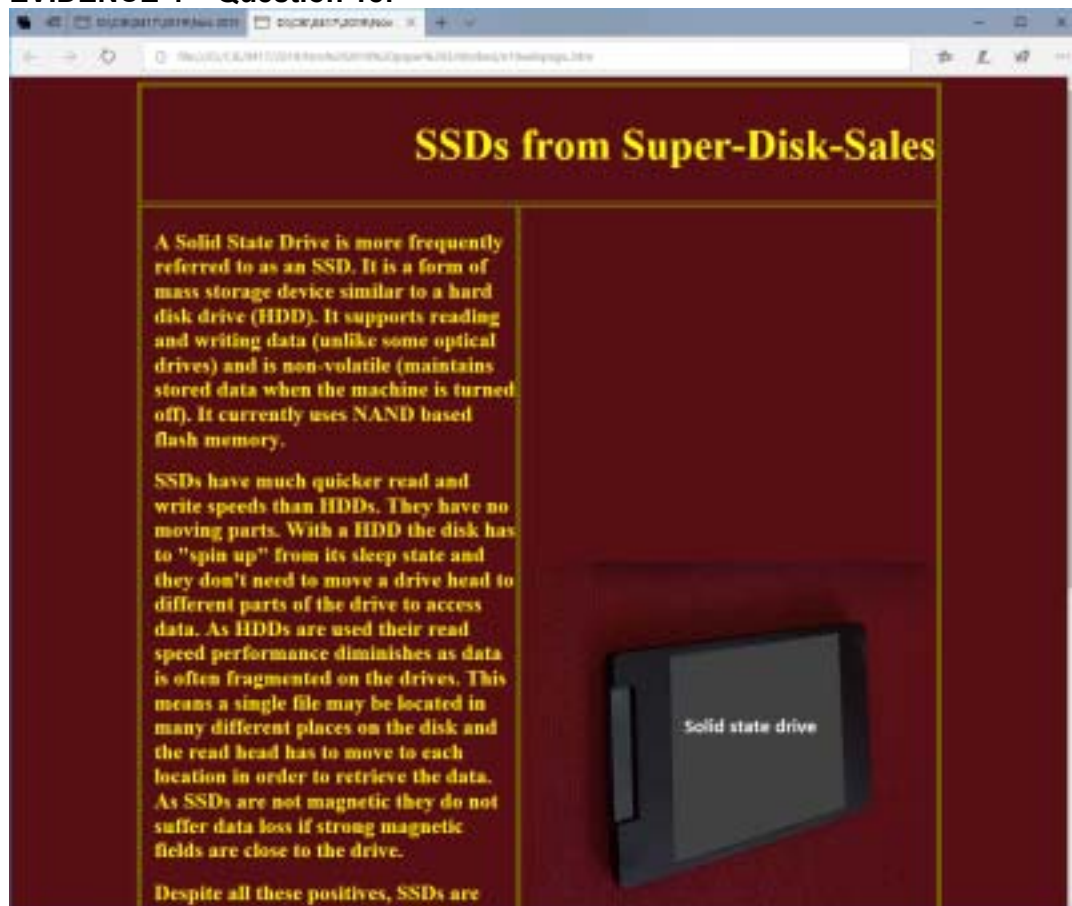 SSDs from Super-Disk-Sales
A Solid State Drive is more frequently
referred to as an SSD. It is a form of
mass storage device similar to a hard
disk drive (HDD). It supports reading
and writing data (unlike some optical
drives) and is non-volatile (maintains
stored data when the machine is turned
off). It currently uses NAND based
flash memory.
SSDs have much quicker read and
write speeds than HDDs. They have no
moving parts. With a HDD the disk has
to "spin up" from its sleep state and
they don't need to move a drive head to
different parts of the drive to access
data. As HDDs are used their read
speed performance diminishes as data
is often fragmented on the drives. This
means a single file may be located in
many different places on the disk and
the read head has to move to each
location in order to retrieve the data.
As SSDs are not magnetic they do not
suffer data loss if strong magnetic
fields are close to the drive.
Despite all these positives, SSDs are
Solid state drive